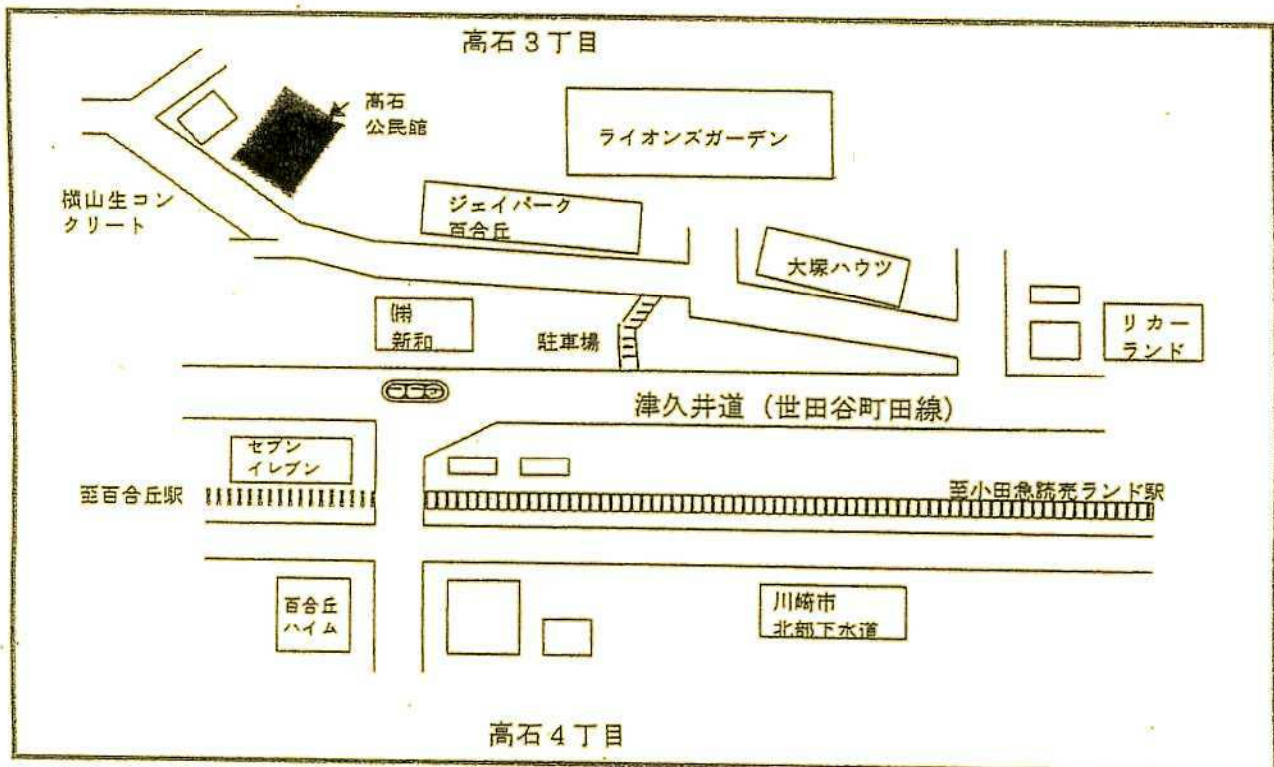 高石3丁目
高石
公民館
ライオンズガーデン
横山生コン
クリート
ジェイパーク
百合丘
大塚ハウツ
㈱
新和
駐車場
リカー
ランド
津久井道（世田谷町田線）
セブン
イレブン
至百合丘駅
至小田急読売ランド駅
百合丘
ハイム
川崎市
北部下水道
高石4丁目